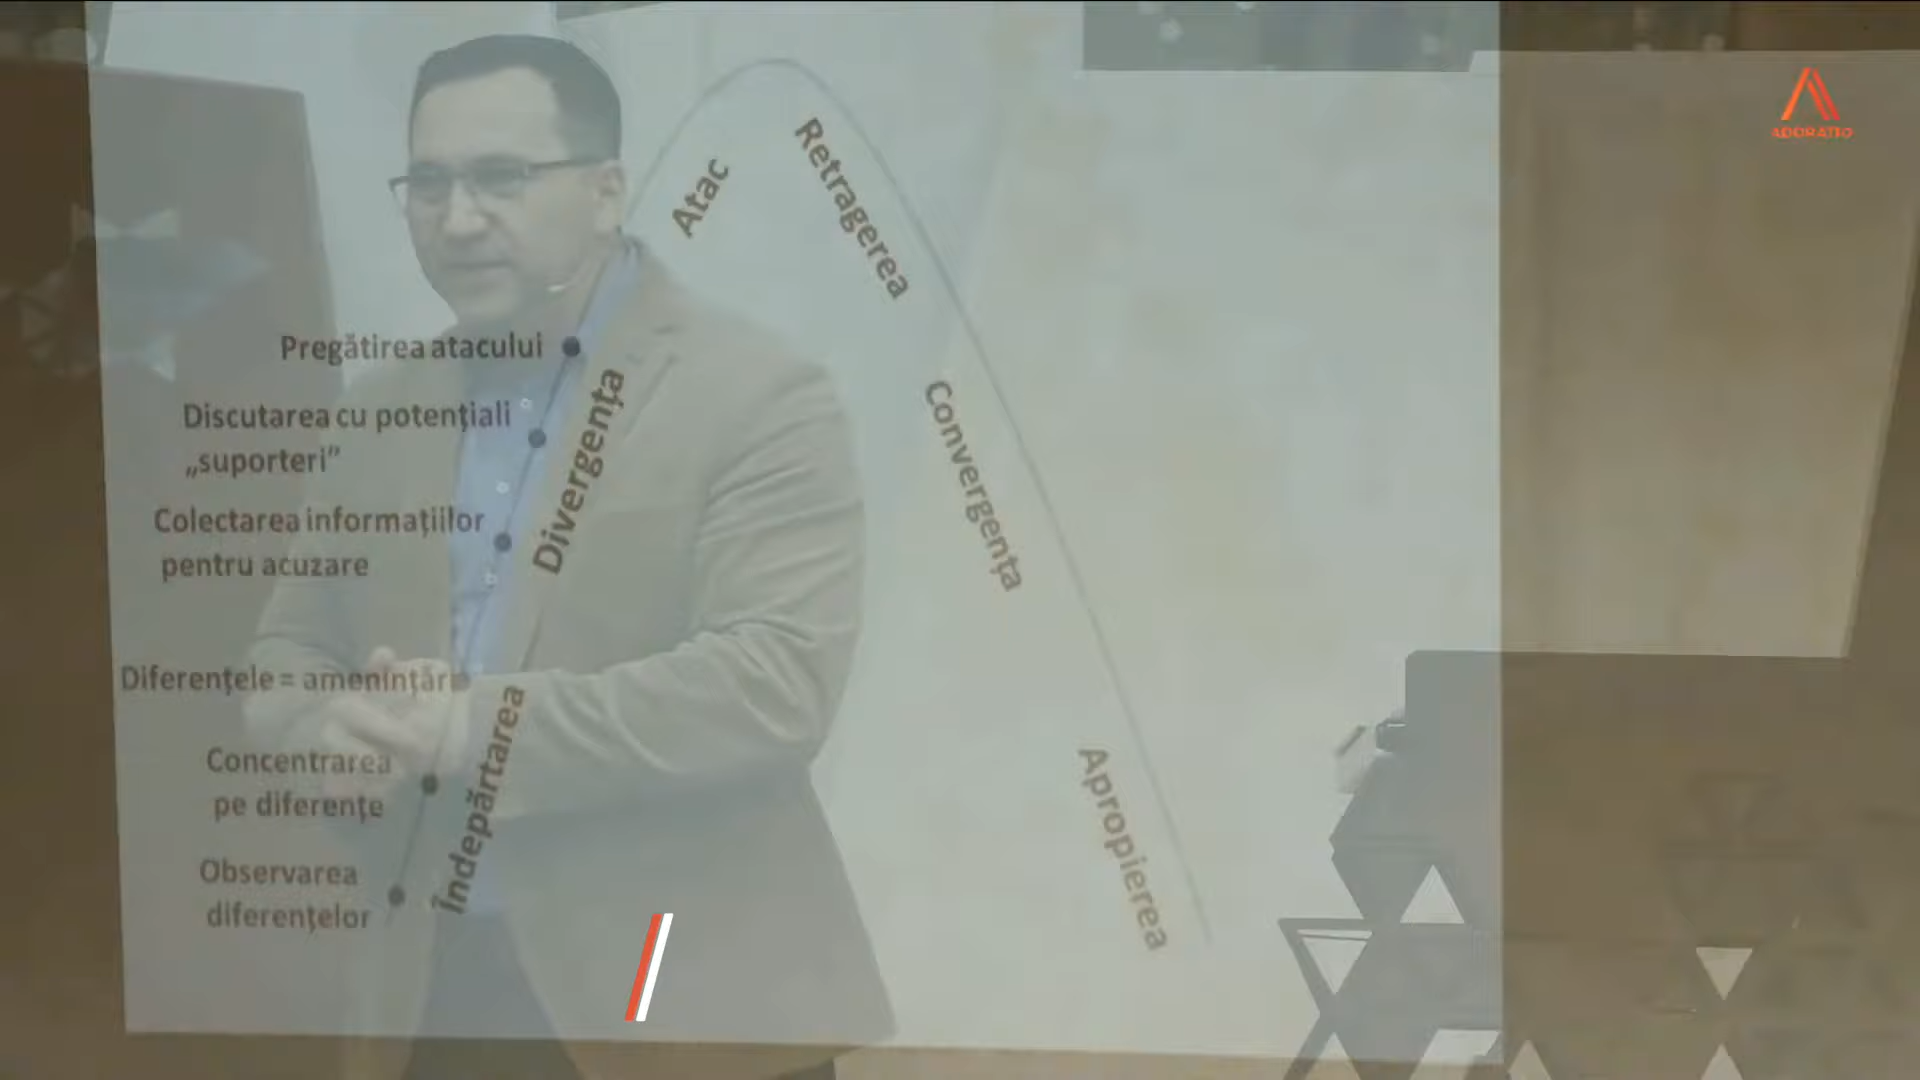 ADORATIO
Atac
Retragerea
Pregătirea atacului
Divergența
Convergența
Discutarea cu potențiali
„suporteri”
Colectarea informațiilor
pentru acuzare
Diferențele = amenințări
Îndepărtarea
Apropierea
Concentrarea
pe diferențe
Observarea
diferențelor